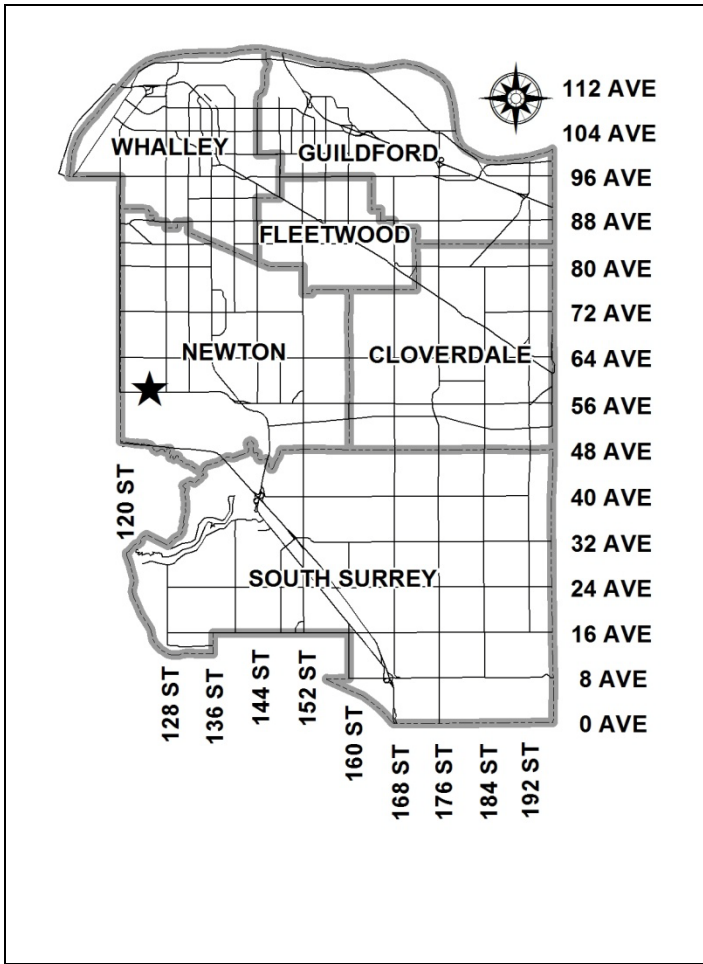 112 AVE
104 AVE
WHALLEY
GUILDFORD
96 AVE
88 AVE
FLEETWOOD
80 AVE
72 AVE
NEWTON
CLOVERDALE
64 AVE
56 AVE
48 AVE
120 ST
40 AVE
32 AVE
SOUTH SURREY
24 AVE
16 AVE
8 AVE
0 AVE
128 ST
136 ST
144 ST
152 ST
160 ST
168 ST
176 ST
184 ST
192 ST